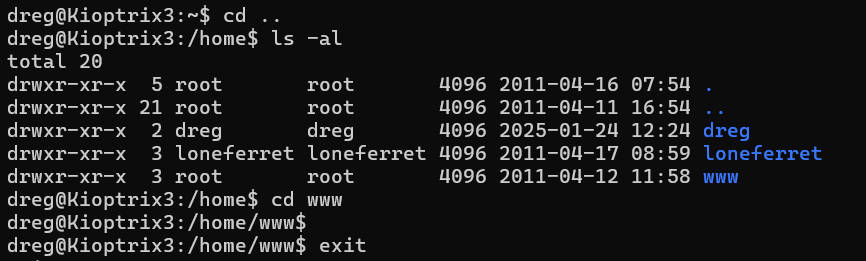 dreg@Kioptrix3:~$ cd ..
dreg@Kioptrix3:/home$ ls -al
total 20
drwxr-xr-x  5 root       root       4096 2011-04-16 07:54 .
drwxr-xr-x 21 root       root       4096 2011-04-11 16:54 ..
drwxr-xr-x  2 dreg       dreg       4096 2025-01-24 12:24 dreg
drwxr-xr-x  3 loneferret loneferret 4096 2011-04-17 08:59 loneferret
drwxr-xr-x  3 root       root       4096 2011-04-12 11:58 www
dreg@Kioptrix3:/home$ cd www
dreg@Kioptrix3:/home/www$
dreg@Kioptrix3:/home/www$ exit